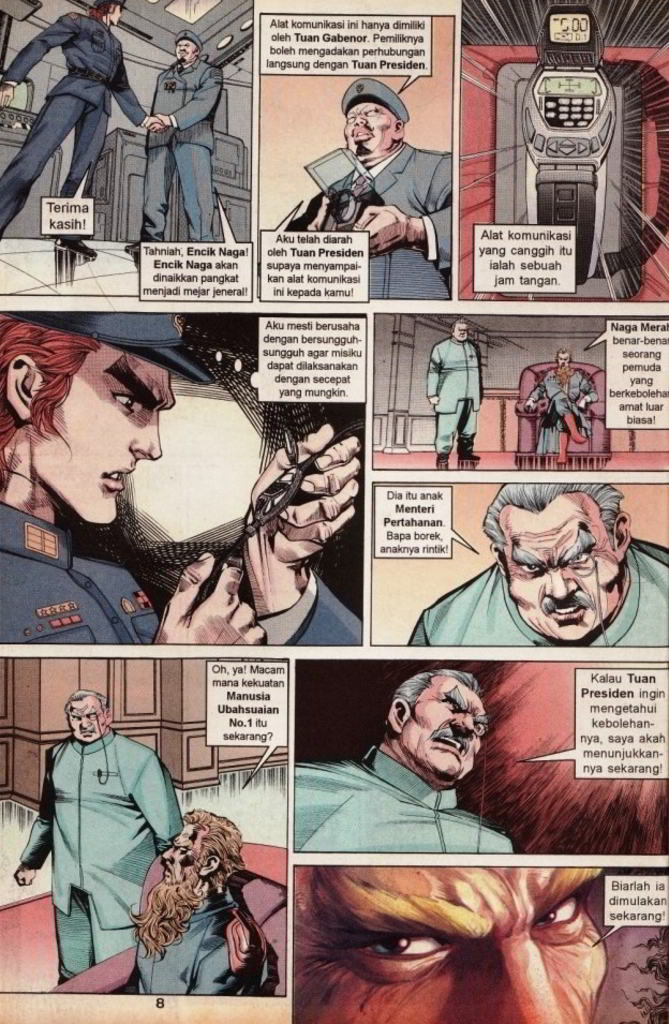 Terima
kasih!
Tahniah, Encik Naga!
Encik Naga akan
dinaikkan pangkat
menjadi mejar jeneral!
Alat komunikasi ini hanya dimiliki
oleh Tuan Gabenor. Pemiliknya
boleh mengadakan perhubungan
langsung dengan Tuan Presiden.
Aku telah diarah
oleh Tuan Presiden
supaya menyampai-
kan alat komunikasi
ini kepada kamu!
Alat komunikasi
yang canggih itu
ialah sebuah
jam tangan.
Aku mesti berusaha
dengan bersungguh-
sungguh agar misiku
dapat dilaksanakan
dengan secepat
yang mungkin.
Naga Merah
benar-benar
seorang
pemuda
yang
berkebolehan
amat luar
biasa!
Dia itu anak
Menteri
Pertahanan.
Bapa borek,
anaknya rintik!
Oh, ya! Macam
mana kekuatan
Manusia
Ubahsuaian
No.1 itu
sekarang?
Kalau Tuan
Presiden ingin
mengetahui
kebolehan-
nya, saya akan
menunjukkan-
nya sekarang!
Biarlah ia
dimulakan
sekarang!
8